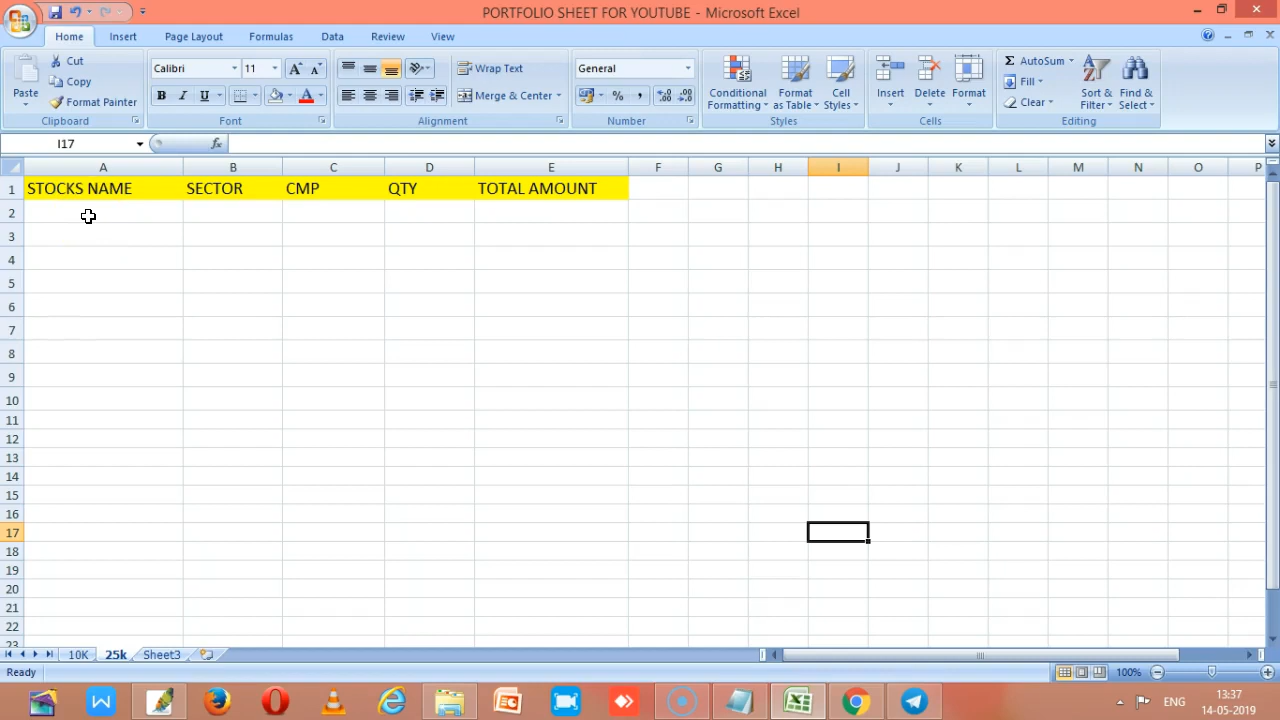 PORTFOLIO SHEET FOR YOUTUBE - Microsoft Excel
Home Insert Page Layout Formulas Data Review View
Paste Cut Copy Format Painter Clipboard
Calibri 11 B I U Font
Wrap Text Merge & Center Alignment
General % , Number
Conditional Formatting Format as Table Cell Styles Styles
Insert Delete Format Cells
Σ AutoSum Fill Clear Sort & Filter Find & Select Editing
I17 fx
A B C D E F G H I J K L M N O P
1 STOCKS NAME SECTOR CMP QTY TOTAL AMOUNT
2
3
4
5
6
7
8
9
10
11
12
13
14
15
16
17
18
19
20
21
22
23
10K 25k Sheet3
Ready 100%
ENG 13:37
14-05-2019